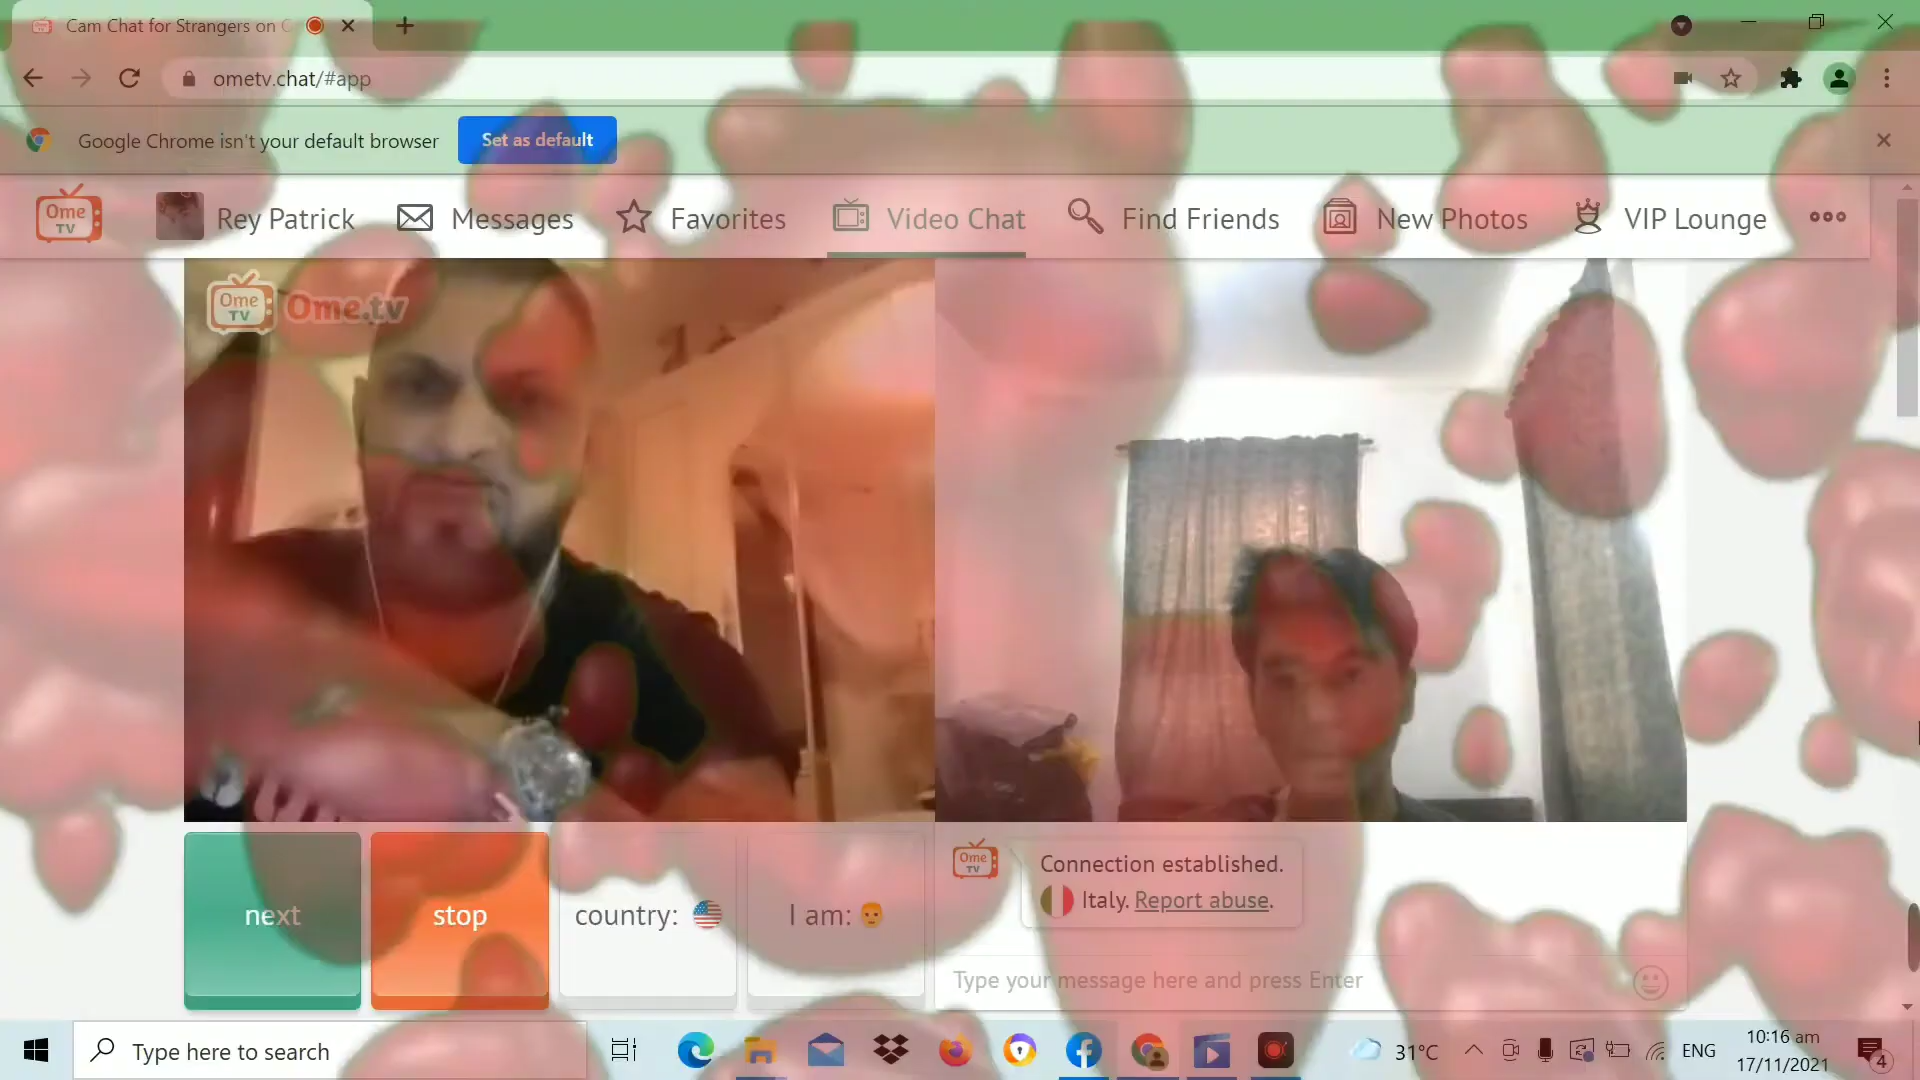 Cam Chat for Strangers on
ometv.chat/#app
Google Chrome isn't your default browser
Set as default
Ome TV
Rey Patrick
Messages
Favorites
Video Chat
Find Friends
New Photos
VIP Lounge
Ome TV
Ome.tv
next
stop
country:
I am:
Ome TV
Connection established.
Italy. Report abuse.
Type your message here and press Enter
Type here to search
31°C
ENG
10:16 am
17/11/2021
4